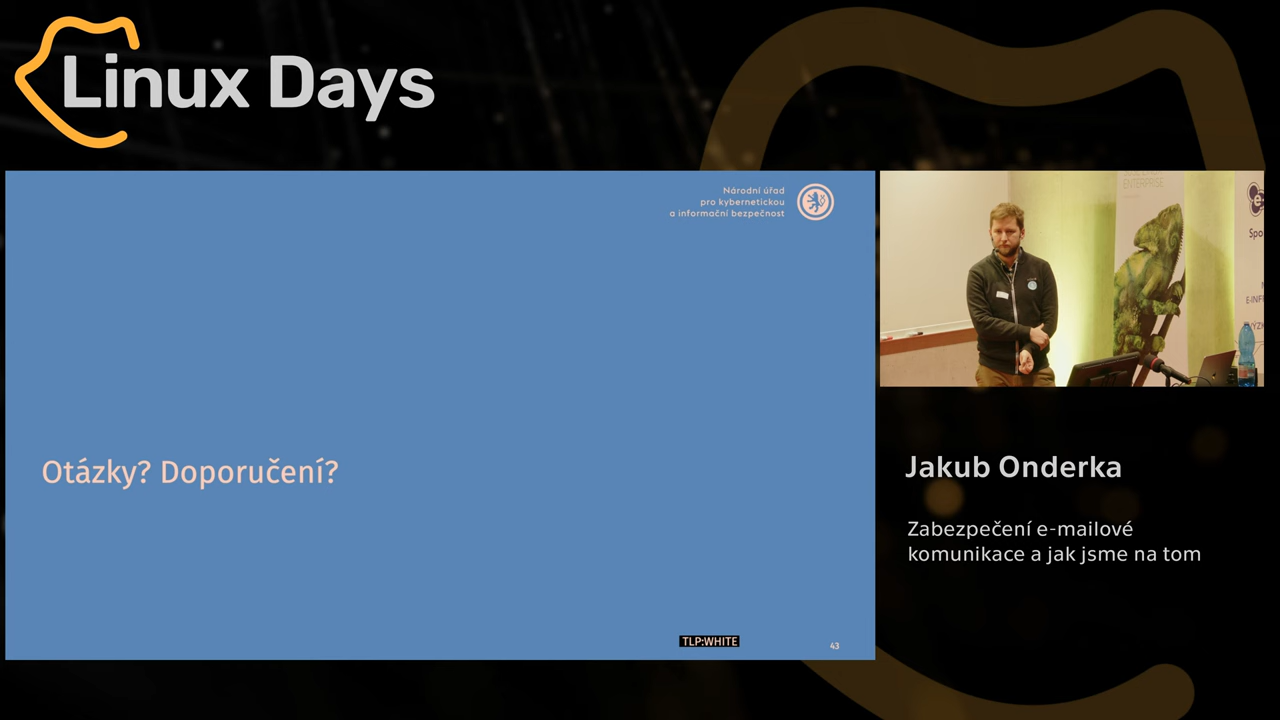 Linux Days
Národní úřad
pro kybernetickou
a informační bezpečnost
Otázky? Doporučení?
TLP:WHITE
43
ENTERPRISE
Jakub Onderka
Zabezpečení e-mailové
komunikace a jak jsme na tom